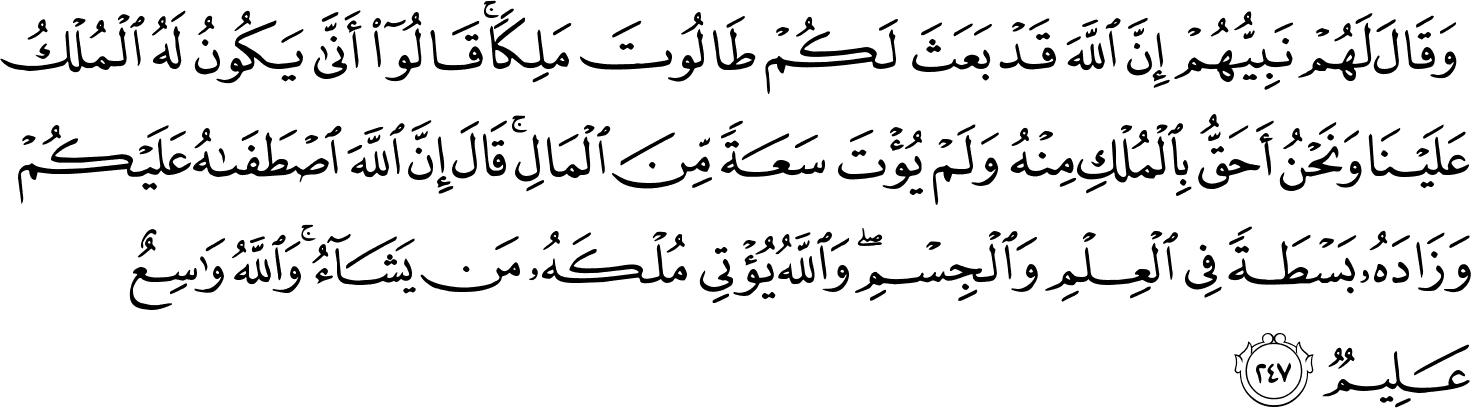 وَقَالَ لَهُمۡ نَبِيُّهُمۡ إِنَّ ٱللَّهَ قَدۡ بَعَثَ لَكُمۡ طَالُوتَ مَلِكٗاۚ قَالُوٓاْ أَنَّىٰ يَكُونُ لَهُ ٱلۡمُلۡكُ
عَلَيۡنَا وَنَحۡنُ أَحَقُّ بِٱلۡمُلۡكِ مِنۡهُ وَلَمۡ يُؤۡتَ سَعَةٗ مِّنَ ٱلۡمَالِۚ قَالَ إِنَّ ٱللَّهَ ٱصۡطَفَىٰهُ عَلَيۡكُمۡ
وَزَادَهُۥ بَسۡطَةٗ فِي ٱلۡعِلۡمِ وَٱلۡجِسۡمِۖ وَٱللَّهُ يُؤۡتِي مُلۡكَهُۥ مَن يَشَآءُۚ وَٱللَّهُ وَٰسِعٌ
عَلِيمٞ ٢٤٧